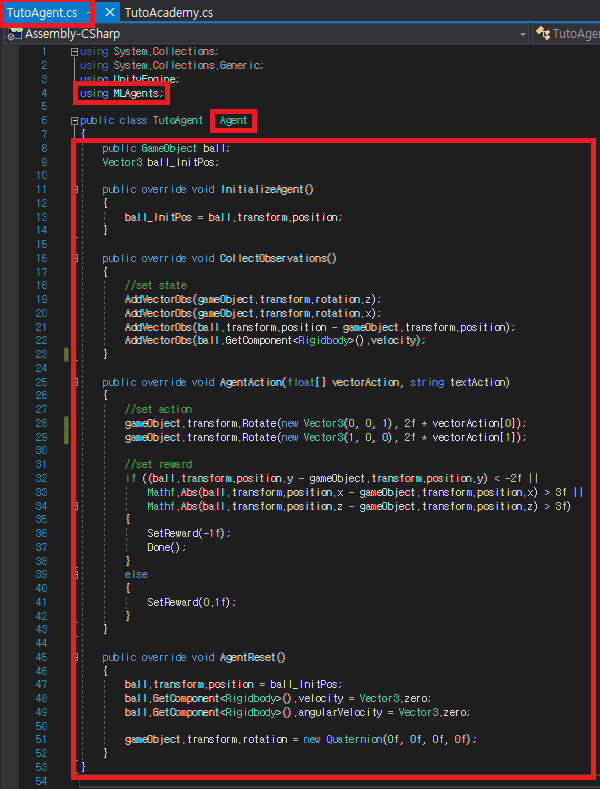 TutoAgent.cs
TutoAcademy.cs
Assembly-CSharp
TutoAgen
1 using System.Collections;
2 using System.Collections.Generic;
3 using UnityEngine;
4 using MLAgents;
5
6 public class TutoAgent Agent
7 {
8 public GameObject ball;
9 Vector3 ball_InitPos;
10
11 public override void InitializeAgent()
12 {
13 ball_InitPos = ball.transform.position;
14 }
15
16 public override void CollectObservations()
17 {
18 //set state
19 AddVectorObs(gameObject.transform.rotation.z);
20 AddVectorObs(gameObject.transform.rotation.x);
21 AddVectorObs(ball.transform.position - gameObject.transform.position);
22 AddVectorObs(ball.GetComponent<Rigidbody>().velocity);
23 }
24
25 public override void AgentAction(float[] vectorAction, string textAction)
26 {
27 //set action
28 gameObject.transform.Rotate(new Vector3(0, 0, 1), 2f * vectorAction[0]);
29 gameObject.transform.Rotate(new Vector3(1, 0, 0), 2f * vectorAction[1]);
30
31 //set reward
32 if ((ball.transform.position.y - gameObject.transform.position.y) < -2f ||
33 Mathf.Abs(ball.transform.position.x - gameObject.transform.position.x) > 3f ||
34 Mathf.Abs(ball.transform.position.z - gameObject.transform.position.z) > 3f)
35 {
36 SetReward(-1f);
37 Done();
38 }
39 else
40 {
41 SetReward(0.1f);
42 }
43 }
44
45 public override void AgentReset()
46 {
47 ball.transform.position = ball_InitPos;
48 ball.GetComponent<Rigidbody>().velocity = Vector3.zero;
49 ball.GetComponent<Rigidbody>().angularVelocity = Vector3.zero;
50
51 gameObject.transform.rotation = new Quaternion(0f, 0f, 0f, 0f);
52 }
53 }
54